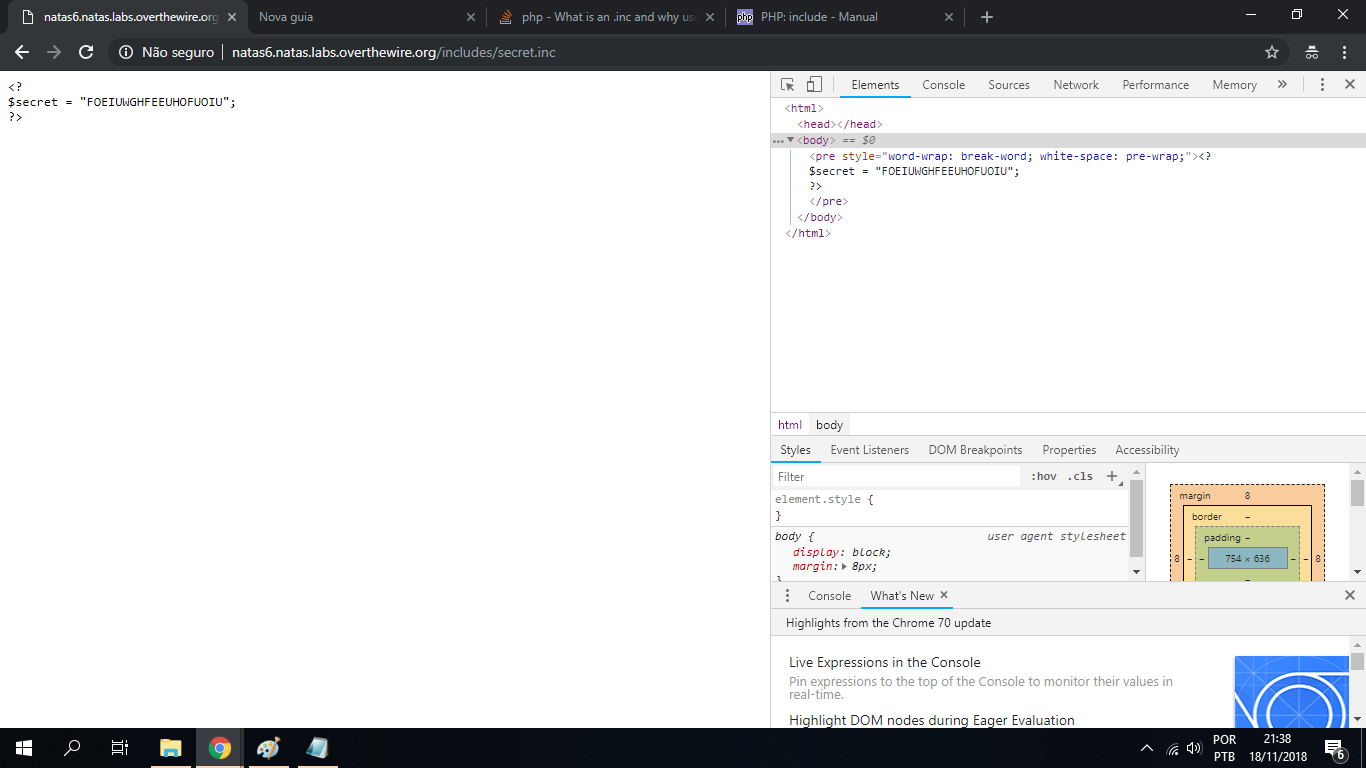 natas6.natas.labs.overthewire.org
Nova guia
php - What is an .inc and why us
php PHP: include - Manual
Não seguro natas6.natas.labs.overthewire.org/includes/secret.inc
<?
$secret = "FOEIUWGHFEEUHOFUOIU";
?>
Elements Console Sources Network Performance Memory »
<html>
<head></head>
… <body> == $0
<pre style="word-wrap: break-word; white-space: pre-wrap;"><?
$secret = "FOEIUWGHFEEUHOFUOIU";
?>
</pre>
</body>
</html>
html body
Styles Event Listeners DOM Breakpoints Properties Accessibility
Filter :hov .cls +
element.style {
}
body { user agent stylesheet
display: block;
margin: 8px;
}
margin 8
border –
padding –
8 – – 754 × 636 – – 8
–
Console What's New
Highlights from the Chrome 70 update
Live Expressions in the Console
Pin expressions to the top of the Console to monitor their values in
real-time.
Highlight DOM nodes during Eager Evaluation
POR
PTB
21:38
18/11/2018
6